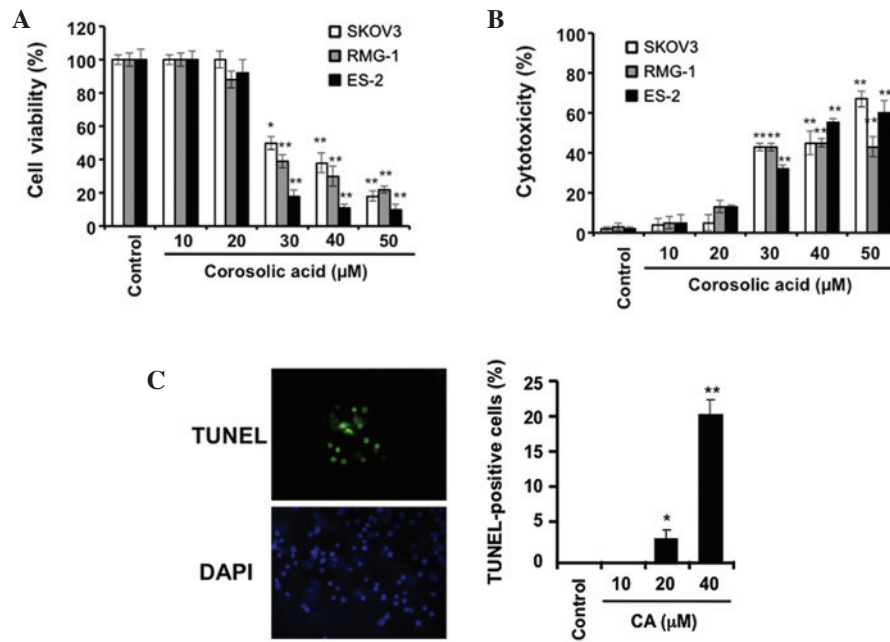 A
Cell viability (%)
140
120
100
80
60
40
20
0
SKOV3
RMG-1
ES-2
*
**
**
**
**
**
**
**
**
Control
10
20
30
40
50
Corosolic acid (µM)
B
Cytotoxicity (%)
100
80
60
40
20
0
SKOV3
RMG-1
ES-2
****
**
**
**
**
**
**
**
Control
10
20
30
40
50
Corosolic acid (µM)
C
TUNEL
DAPI
TUNEL-positive cells (%)
25
20
15
10
5
0
*
**
Control
10
20
40
CA (µM)